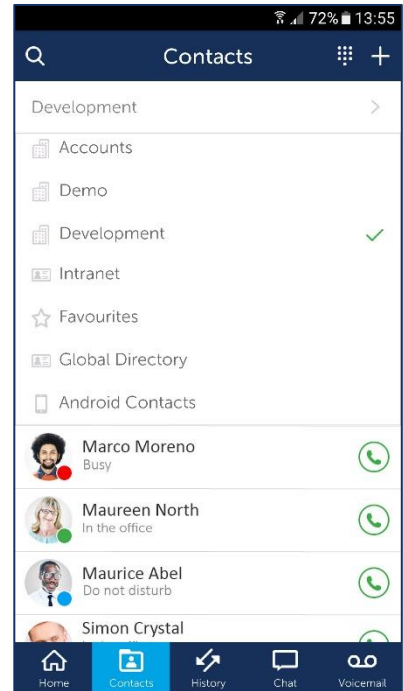 72% 13:55
Contacts
Development
Accounts
Demo
Development
Intranet
Favourites
Global Directory
Android Contacts
Marco Moreno
Busy
Maureen North
In the office
Maurice Abel
Do not disturb
Simon Crystal
Home Contacts History Chat Voicemail